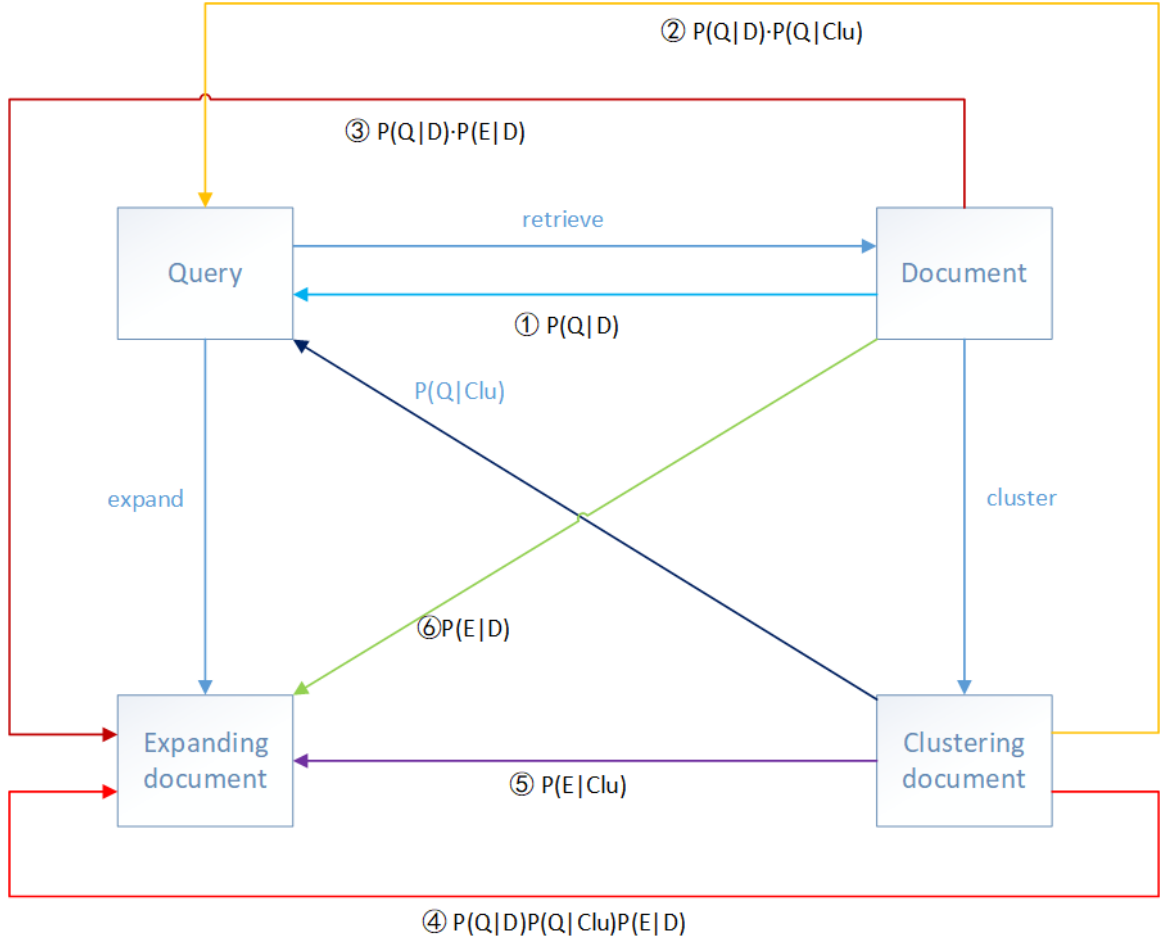 ② P(Q|D)·P(Q|Clu)
③ P(Q|D)·P(E|D)
retrieve
Query
Document
① P(Q|D)
P(Q|Clu)
expand
cluster
⑥P(E|D)
Expanding
document
Clustering
document
⑤ P(E|Clu)
④ P(Q|D)P(Q|Clu)P(E|D)